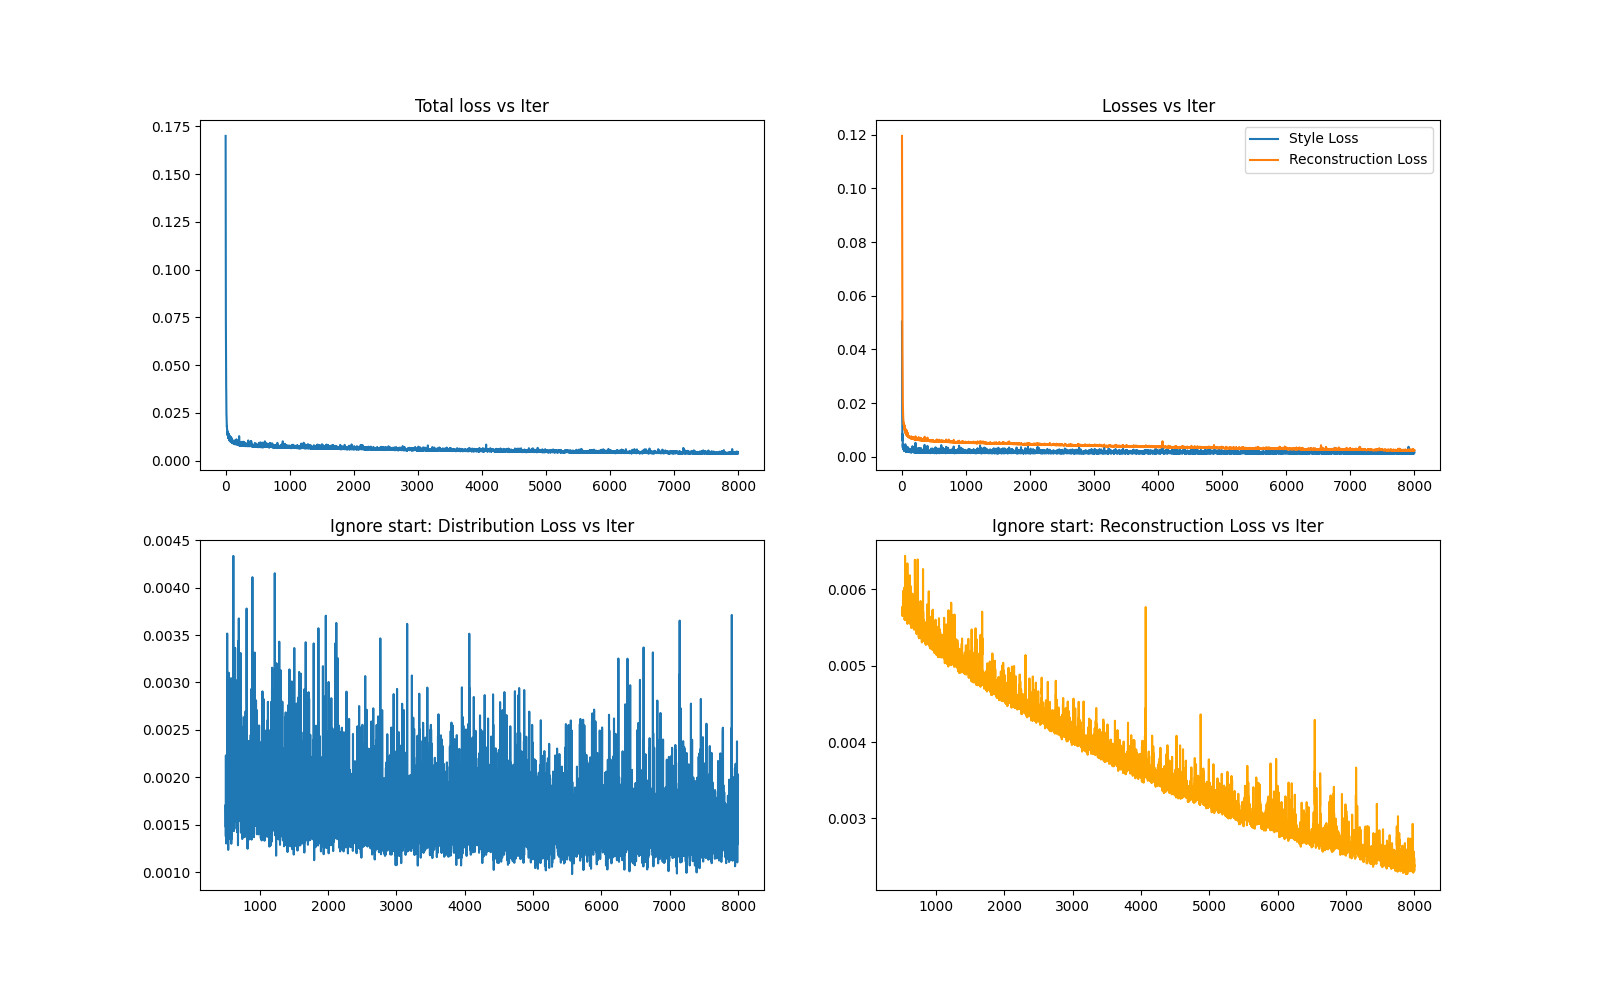 Total loss vs Iter
0.175
0.150
0.125
0.100
0.075
0.050
0.025
0.000
0 1000 2000 3000 4000 5000 6000 7000 8000
Losses vs Iter
Style Loss
Reconstruction Loss
0.12
0.10
0.08
0.06
0.04
0.02
0.00
0 1000 2000 3000 4000 5000 6000 7000 8000
Ignore start: Distribution Loss vs Iter
0.0045
0.0040
0.0035
0.0030
0.0025
0.0020
0.0015
0.0010
1000 2000 3000 4000 5000 6000 7000 8000
Ignore start: Reconstruction Loss vs Iter
0.006
0.005
0.004
0.003
1000 2000 3000 4000 5000 6000 7000 8000